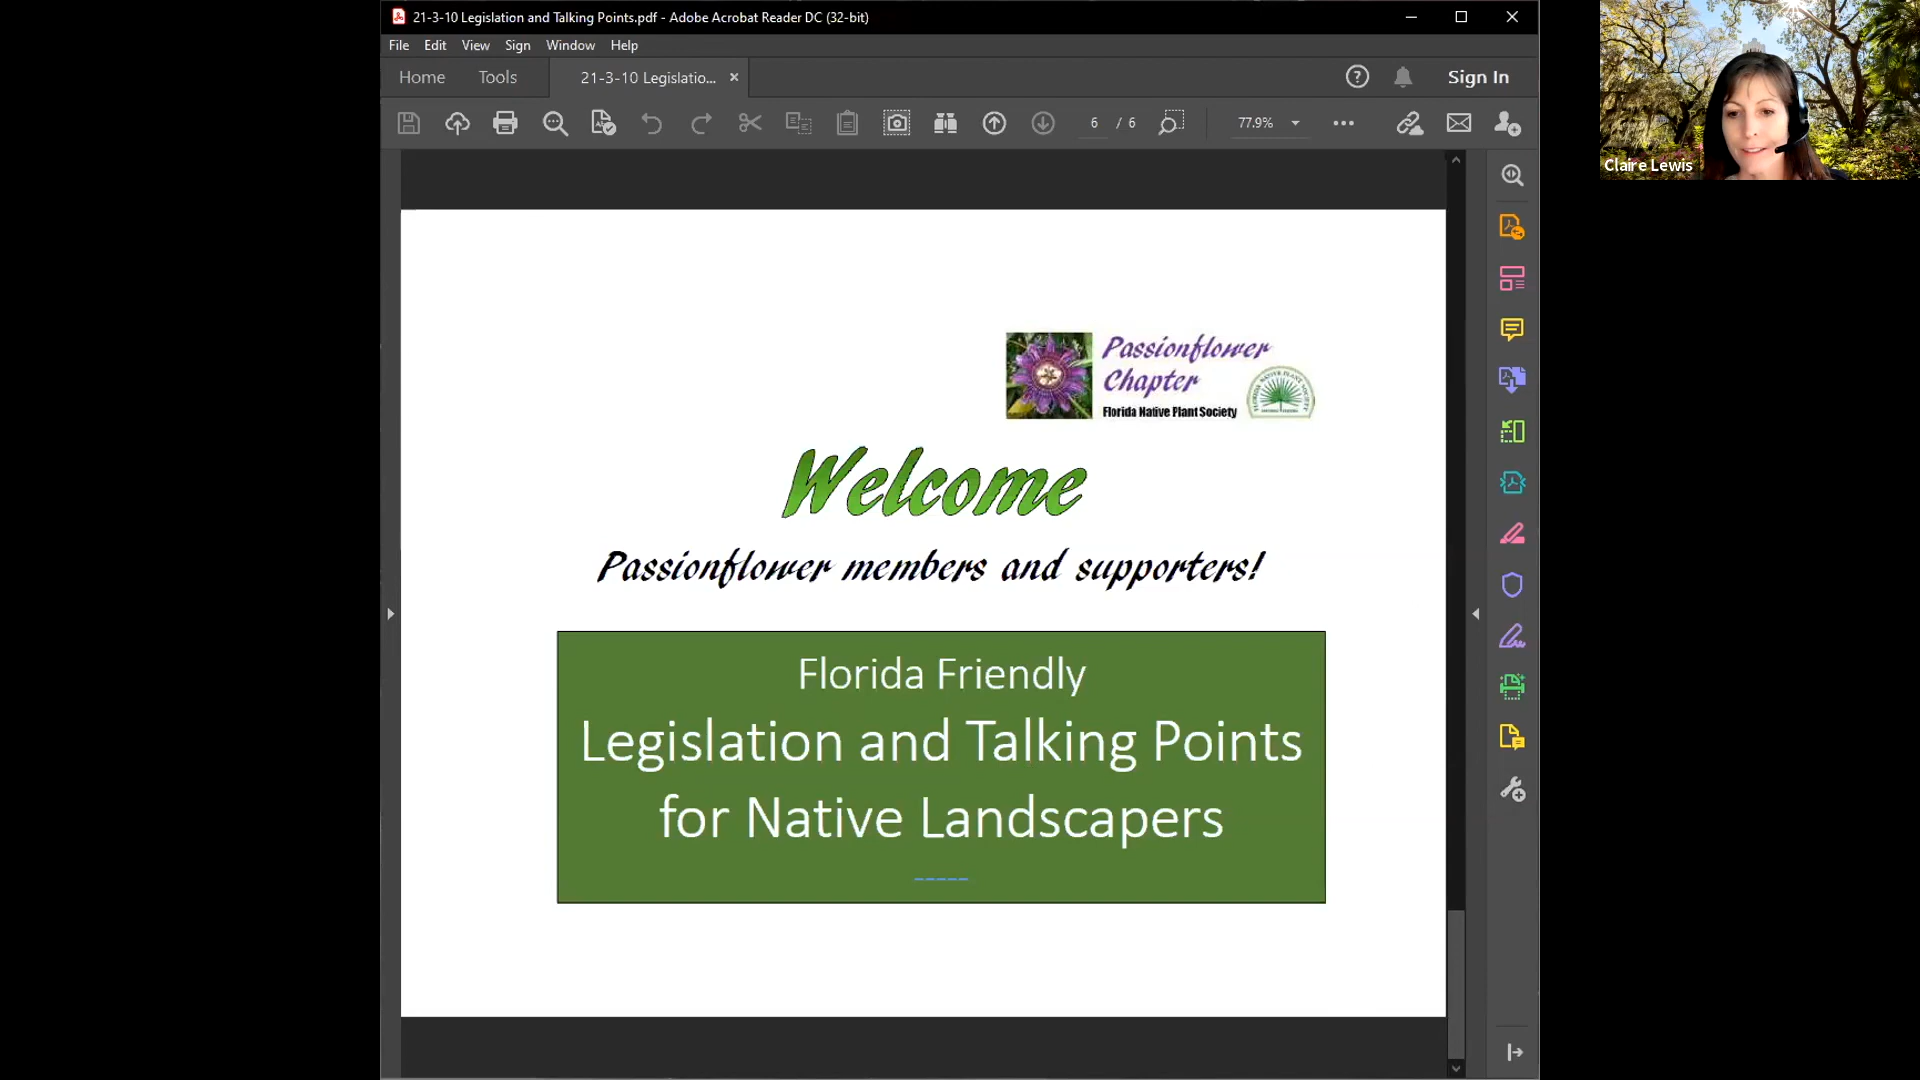 21-3-10 Legislation and Talking Points.pdf - Adobe Acrobat Reader DC (32-bit)
File Edit View Sign Window Help
Home Tools 21-3-10 Legislatio... Sign In
6 / 6 77.9%
Claire Lewis
Passionflower
Chapter
Florida Native Plant Society
Welcome
Passionflower members and supporters!
Florida Friendly
Legislation and Talking Points
for Native Landscapers